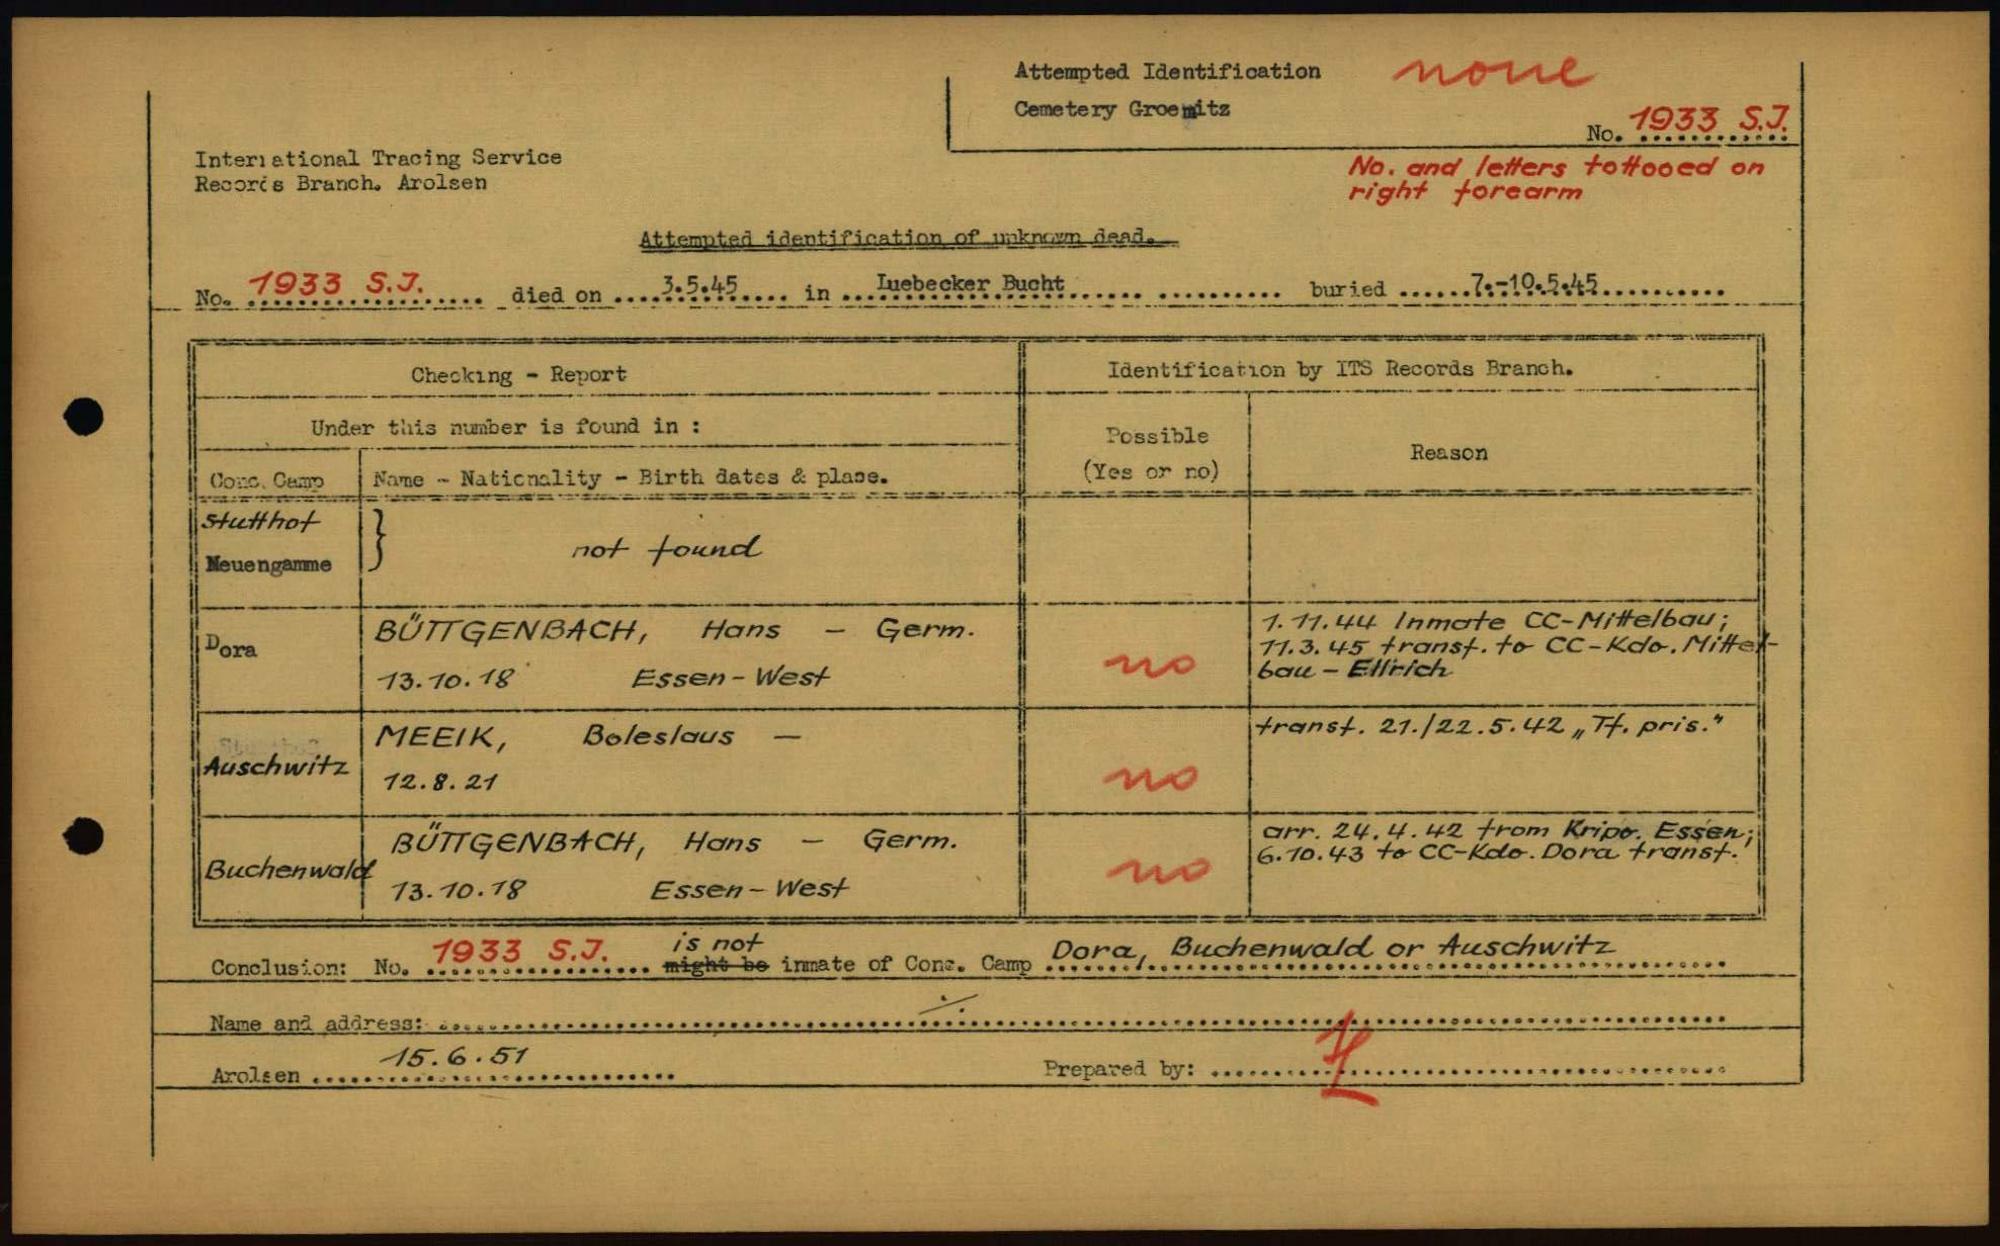 Attempted Identification none
Cemetery Groemitz
No. 1933 S.J.
International Tracing Service
Records Branch. Arolsen
No. and letters tottooed on
right forearm
Attempted identification of unknown dead.
No. 1933 S.J. died on 3.5.45 in Luebecker Bucht buried 7.-10.5.45
Checking - Report
Identification by ITS Records Branch.
Under this number is found in :
Possible
(Yes or no)
Reason
Conc. Camp Name - Nationality - Birth dates & place.
Stutthof
Neuengamme
} not found
Dora
BÜTTGENBACH, Hans - Germ.
13.10.18 Essen-West
no
1.11.44 Inmate CC-Mittelbau;
11.3.45 transf. to CC-Kdo. Mittel-
bau - Ellrich
Auschwitz
MEEIK, Boleslaus -
12.8.21
no
transf. 21./22.5.42 „Tf. pris."
Buchenwald
BÜTTGENBACH, Hans - Germ.
13.10.18 Essen-West
no
arr. 24.4.42 from Kripo. Essen;
6.10.43 to CC-Kdo. Dora transf.
is not
Conclusion: No. 1933 S.J. might be inmate of Conc. Camp Dora, Buchenwald or Auschwitz
Name and address: ./.
Arolsen 15.6.51 Prepared by: